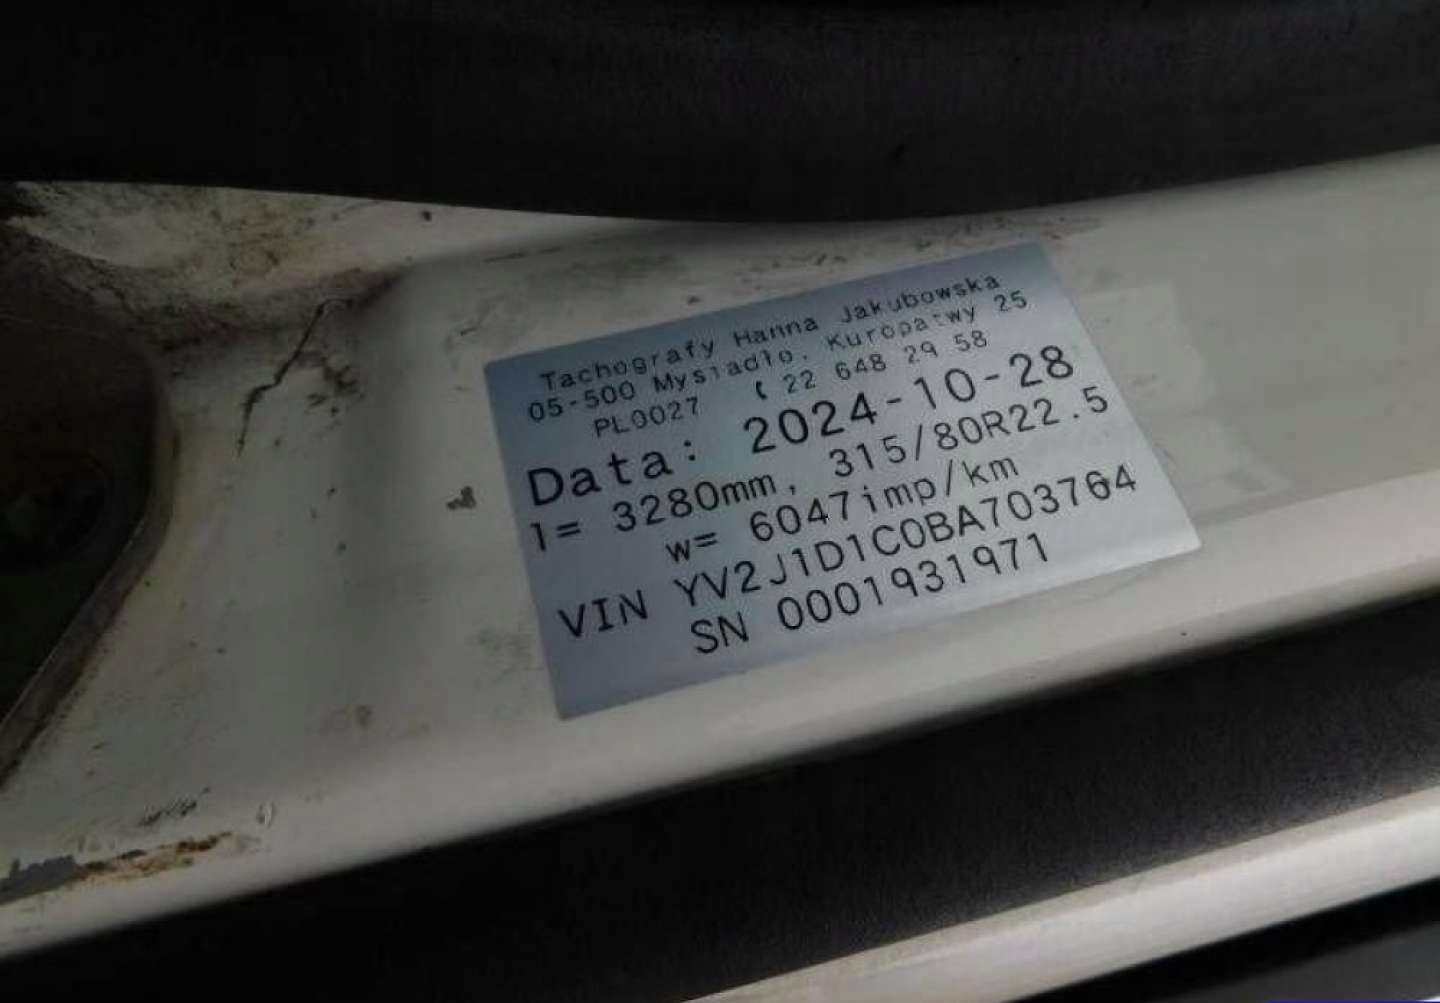 Tachografy Hanna Jakubowska
05-500 Mysiadło, Kuropatwy 25
PL0027 ( 22 648 29 58
Data: 2024-10-28
l= 3280mm, 315/80R22.5
w= 6047imp/km
VIN YV2J1D1C0BA703764
SN 0001931971